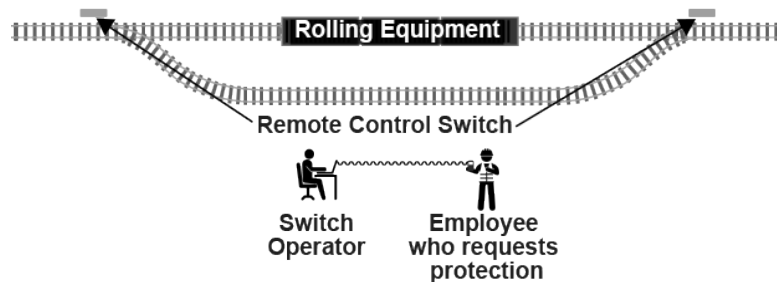 Rolling Equipment
Remote Control Switch
Switch
Operator
Employee
who requests
protection